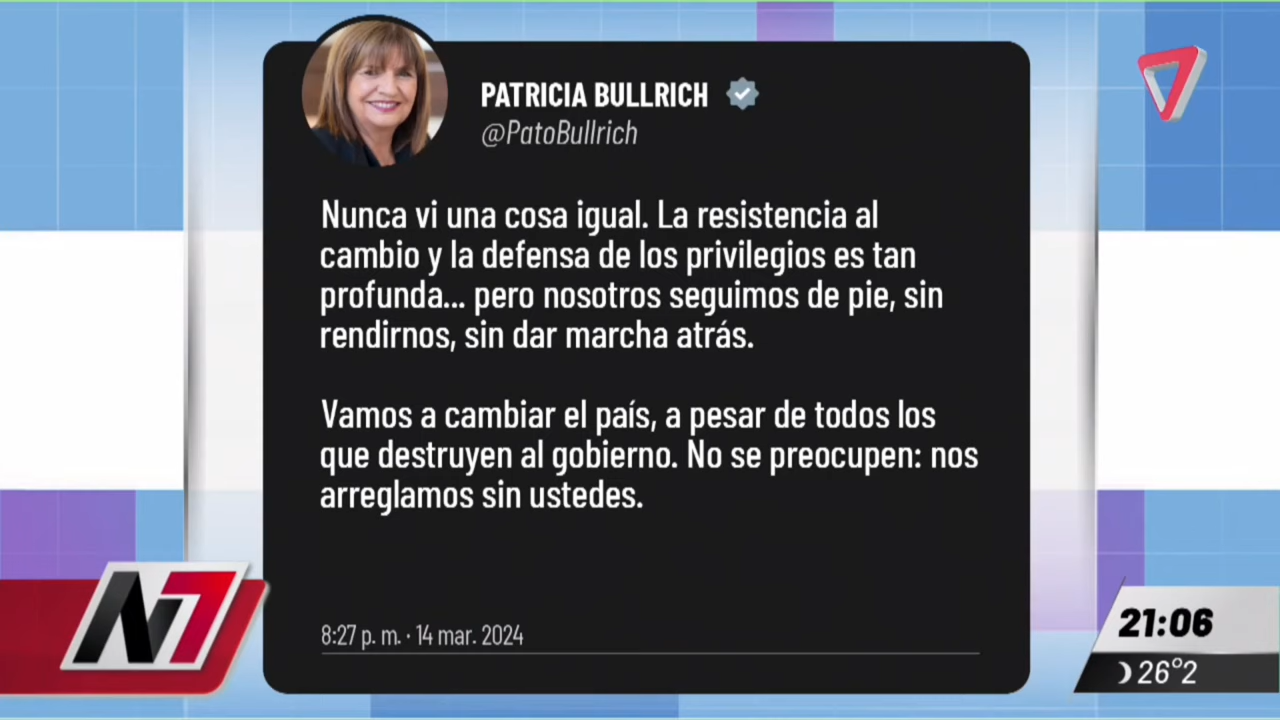 PATRICIA BULLRICH
@PatoBullrich
Nunca vi una cosa igual. La resistencia al
cambio y la defensa de los privilegios es tan
profunda... pero nosotros seguimos de pie, sin
rendirnos, sin dar marcha atrás.
Vamos a cambiar el país, a pesar de todos los
que destruyen al gobierno. No se preocupen: nos
arreglamos sin ustedes.
8:27 p. m. · 14 mar. 2024
N7
21:06
26°2